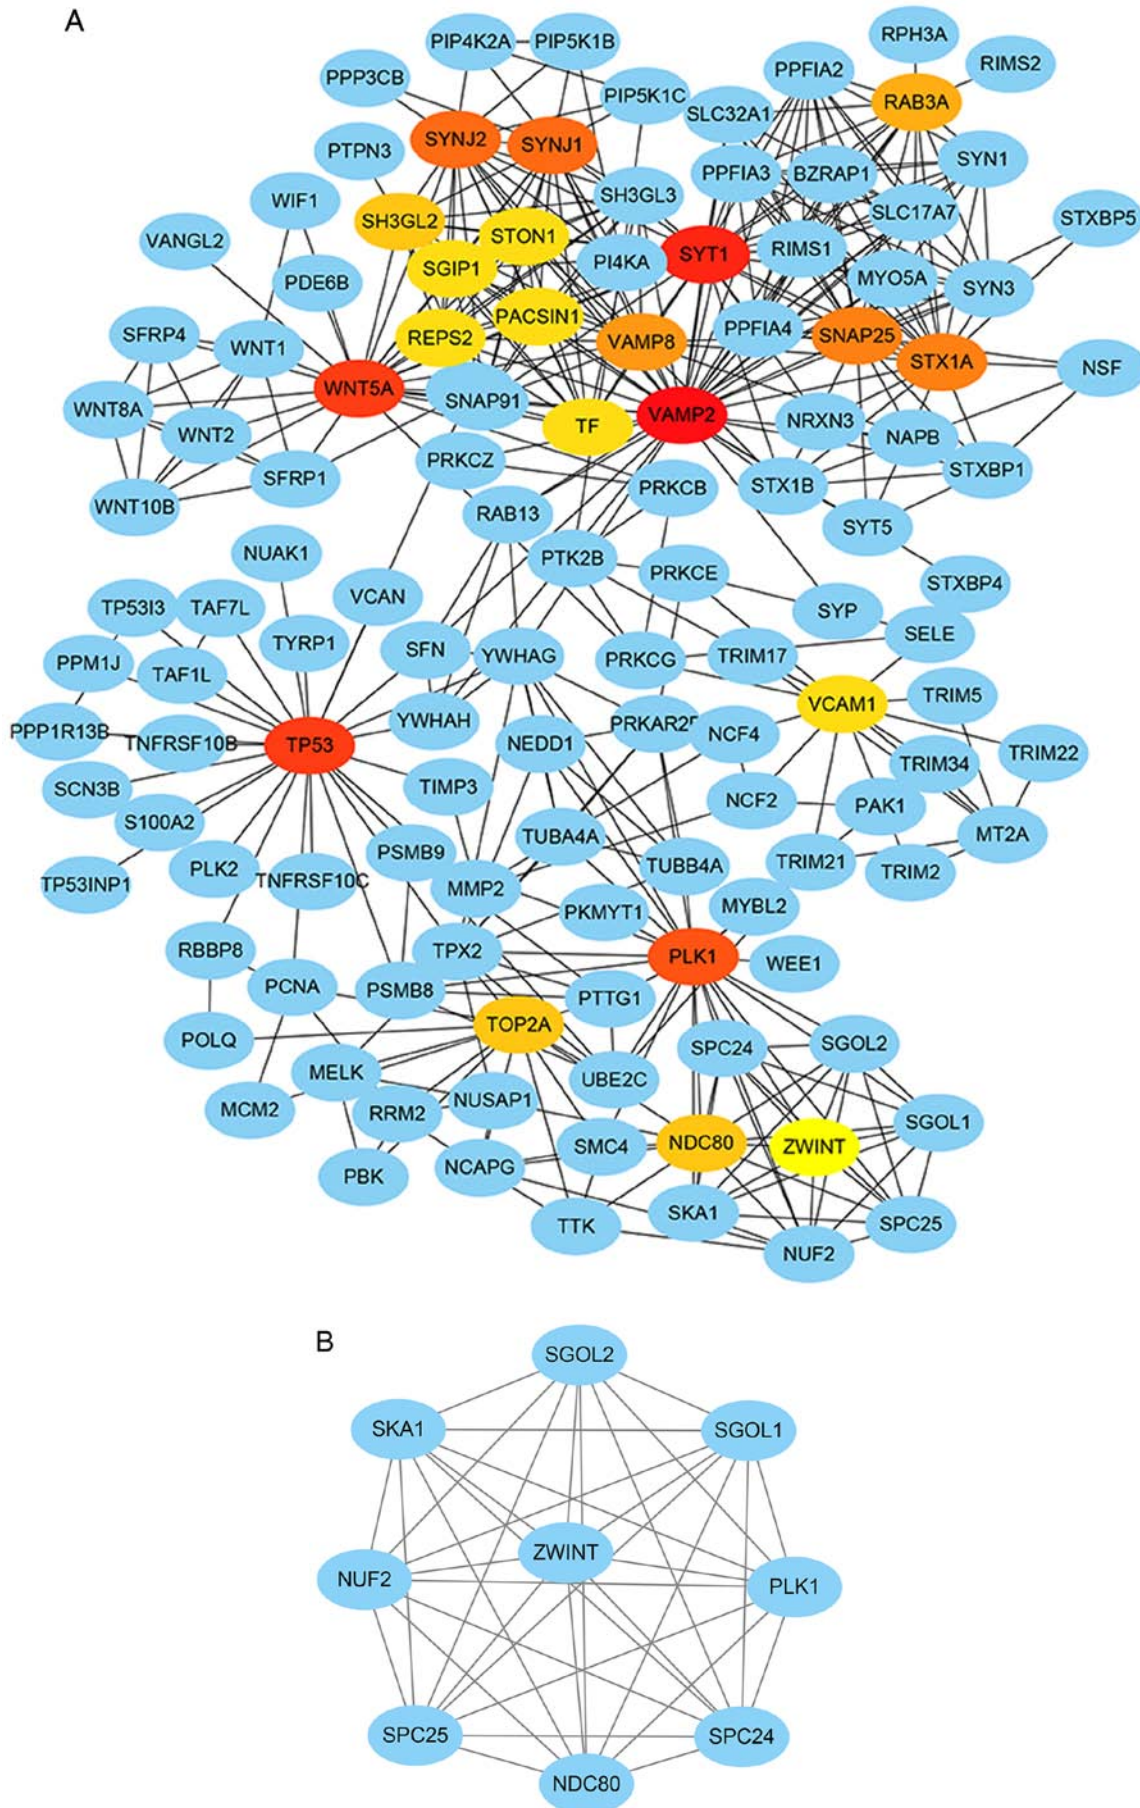 A
PIP4K2A
PIP5K1B
RPH3A
PPP3CB
PPFIA2
RIMS2
PIP5K1C
RAB3A
SLC32A1
SYNJ2
SYNJ1
PTPN3
SYN1
PPFIA3
BZRAP1
WIF1
SH3GL3
SH3GL2
SLC17A7
STXBP5
VANGL2
STON1
SYT1
RIMS1
SGIP1
PI4KA
MYO5A
PDE6B
SYN3
PACSIN1
SFRP4
WNT1
REPS2
VAMP8
PPFIA4
SNAP25
STX1A
NSF
WNT5A
SNAP91
WNT8A
VAMP2
WNT2
TF
NRXN3
NAPB
PRKCZ
STXBP1
SFRP1
PRKCB
STX1B
WNT10B
RAB13
SYT5
NUAK1
PTK2B
PRKCE
STXBP4
VCAN
TP53I3
TAF7L
SYP
TYRP1
SFN
YWHAG
PRKCG
TRIM17
SELE
PPM1J
TAF1L
VCAM1
TRIM5
YWHAH
PPP1R13B
TNFRSF10B
TP53
NEDD1
PRKAR2B
NCF4
TRIM22
TRIM34
SCN3B
TIMP3
NCF2
PAK1
S100A2
TUBA4A
MT2A
PSMB9
TUBB4A
TRIM21
TRIM2
TP53INP1
PLK2
TNFRSF10C
MMP2
PKMYT1
MYBL2
RBBP8
TPX2
PLK1
WEE1
PCNA
PSMB8
PTTG1
TOP2A
POLQ
SPC24
SGOL2
MELK
UBE2C
MCM2
RRM2
NUSAP1
SGOL1
SMC4
NDC80
ZWINT
PBK
NCAPG
SKA1
SPC25
TTK
NUF2
B
SGOL2
SKA1
SGOL1
ZWINT
NUF2
PLK1
SPC25
SPC24
NDC80